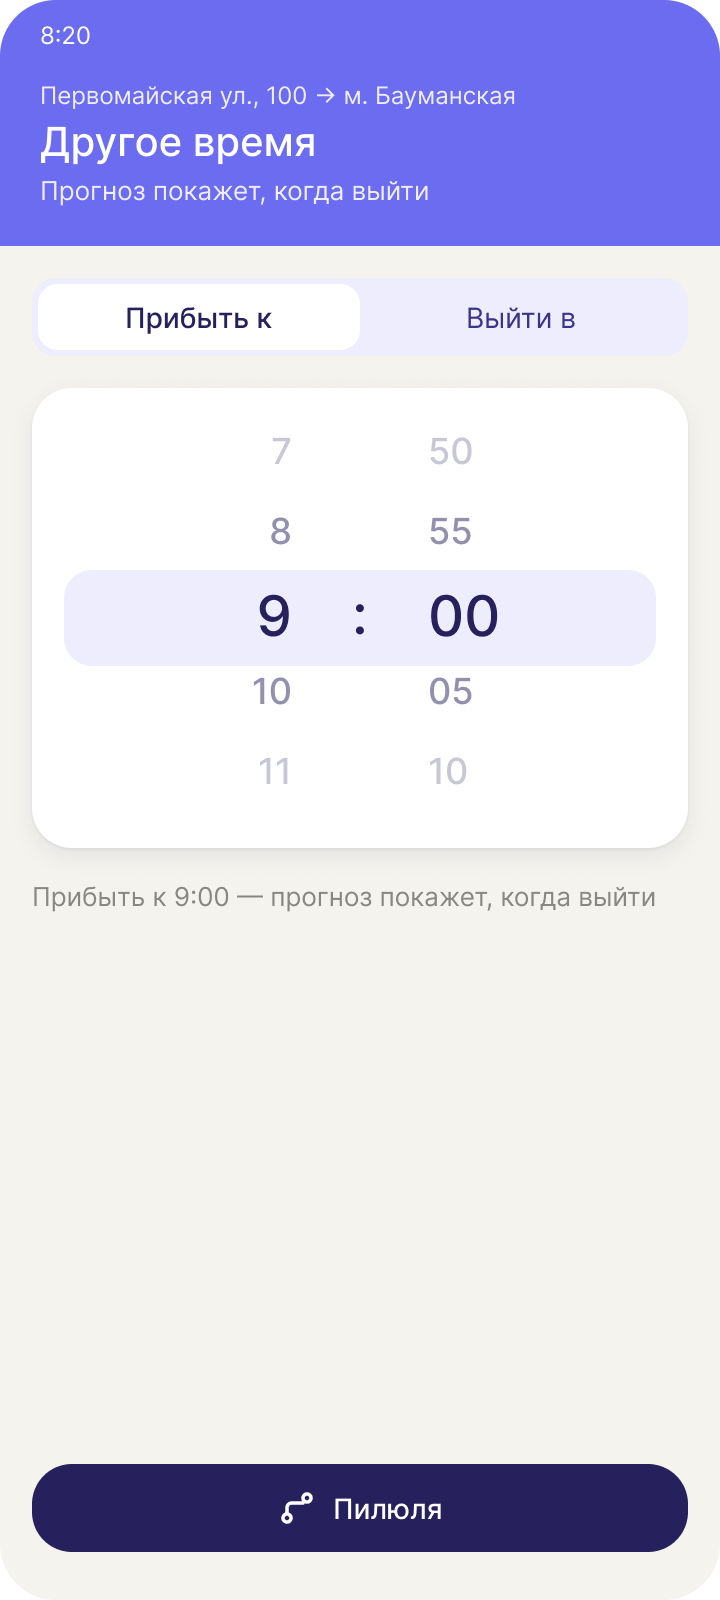 8:20
Первомайская ул., 100 → м. Бауманская
Другое время
Прогноз покажет, когда выйти
Прибыть к
Выйти в
7 50
8 55
9 : 00
10 05
11 10
Прибыть к 9:00 — прогноз покажет, когда выйти
Пилюля